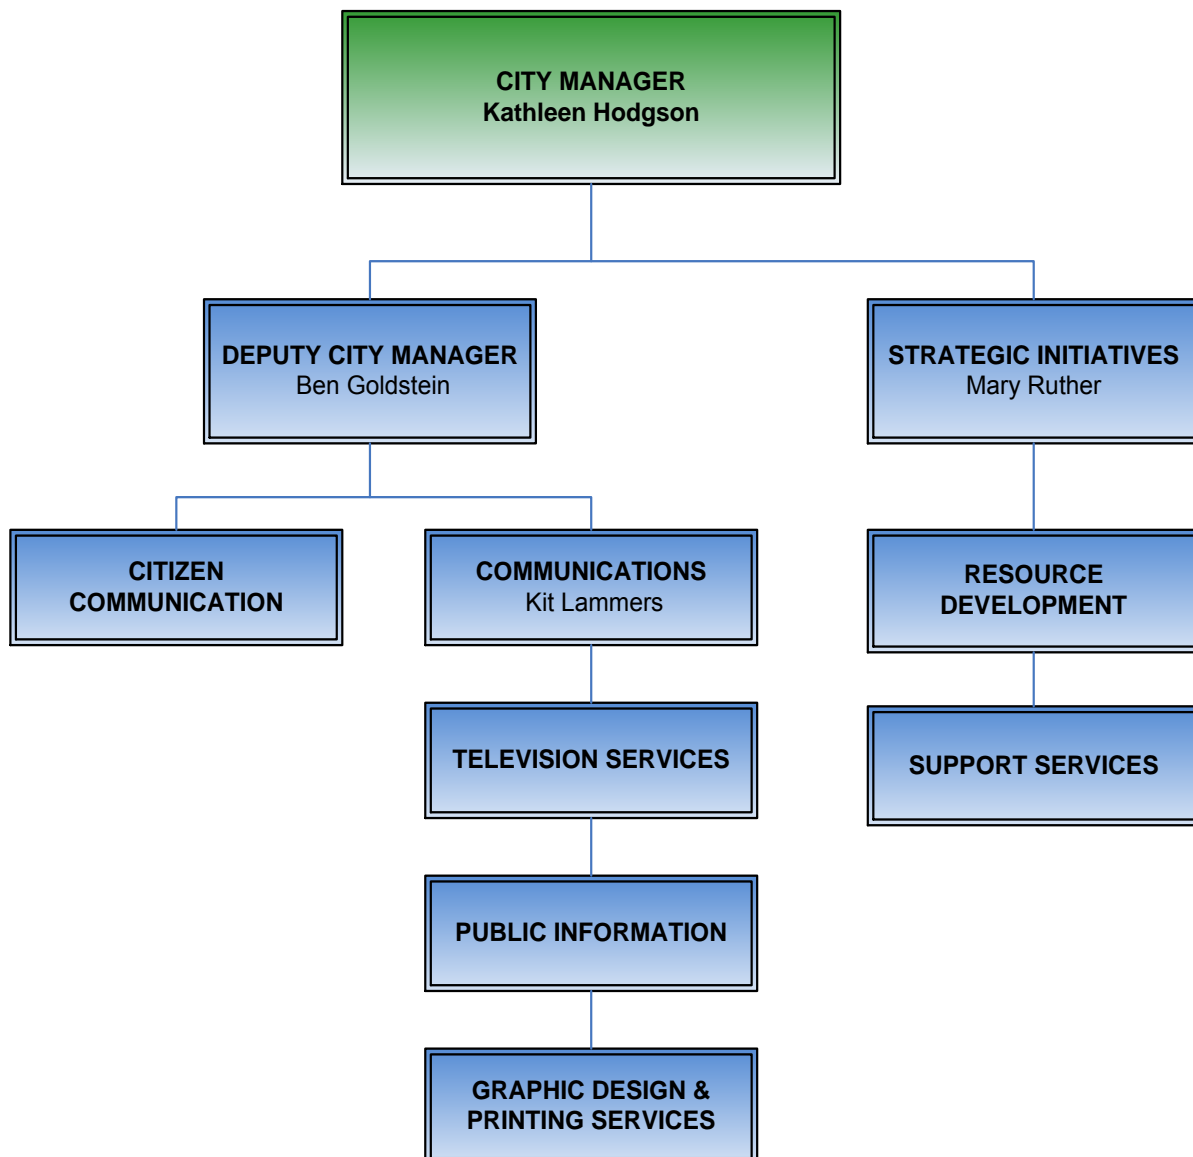 CITY MANAGER
Kathleen Hodgson
DEPUTY CITY MANAGER
Ben Goldstein
STRATEGIC INITIATIVES
Mary Ruther
CITIZEN
COMMUNICATION
COMMUNICATIONS
Kit Lammers
RESOURCE
DEVELOPMENT
TELEVISION SERVICES
SUPPORT SERVICES
PUBLIC INFORMATION
GRAPHIC DESIGN &
PRINTING SERVICES